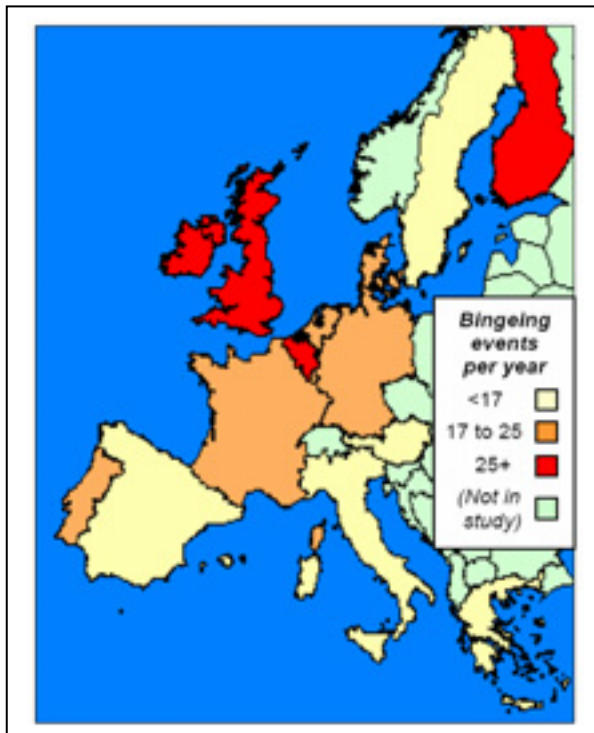 Bingeing
events
per year
<17
17 to 25
25+
(Not in
study)